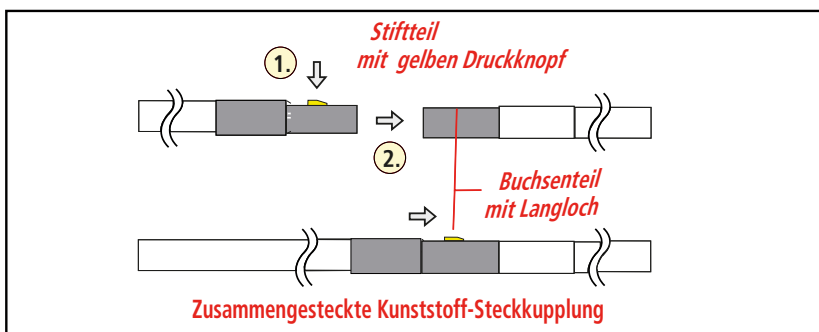 Stiftteil
mit gelben Druckknopf
1.
2.
Buchsenteil
mit Langloch
Zusammengesteckte Kunststoff-Steckkupplung